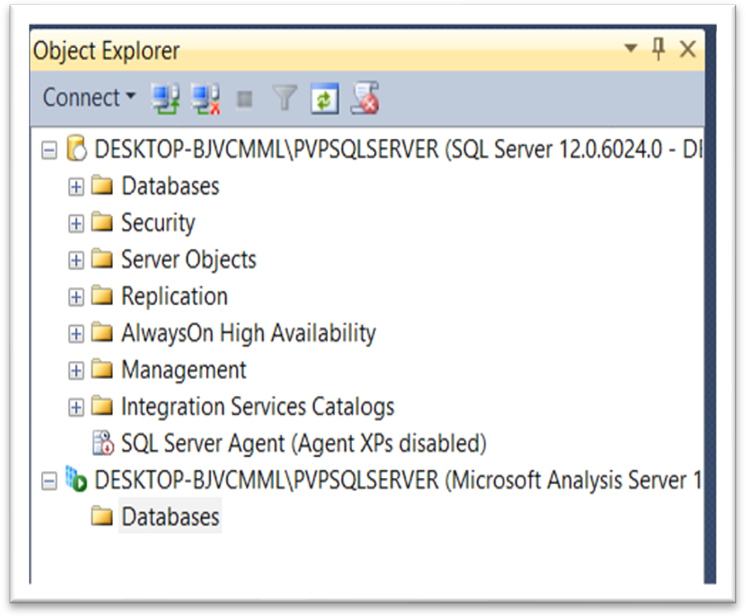 Object Explorer
Connect
DESKTOP-BJVCMML\PVPSQLSERVER (SQL Server 12.0.6024.0 - DI
Databases
Security
Server Objects
Replication
AlwaysOn High Availability
Management
Integration Services Catalogs
SQL Server Agent (Agent XPs disabled)
DESKTOP-BJVCMML\PVPSQLSERVER (Microsoft Analysis Server 1
Databases